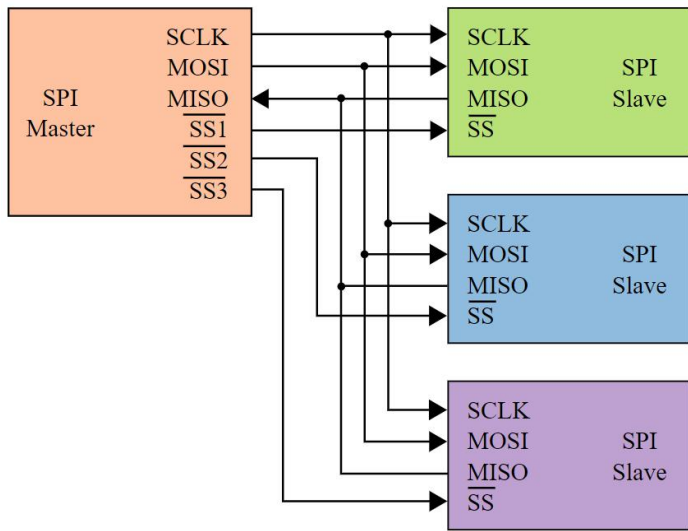 SCLK
MOSI
SPI
MISO
Master
SS1
SS2
SS3
SCLK
MOSI SPI
MISO Slave
SS
SCLK
MOSI SPI
MISO Slave
SS
SCLK
MOSI SPI
MISO Slave
SS